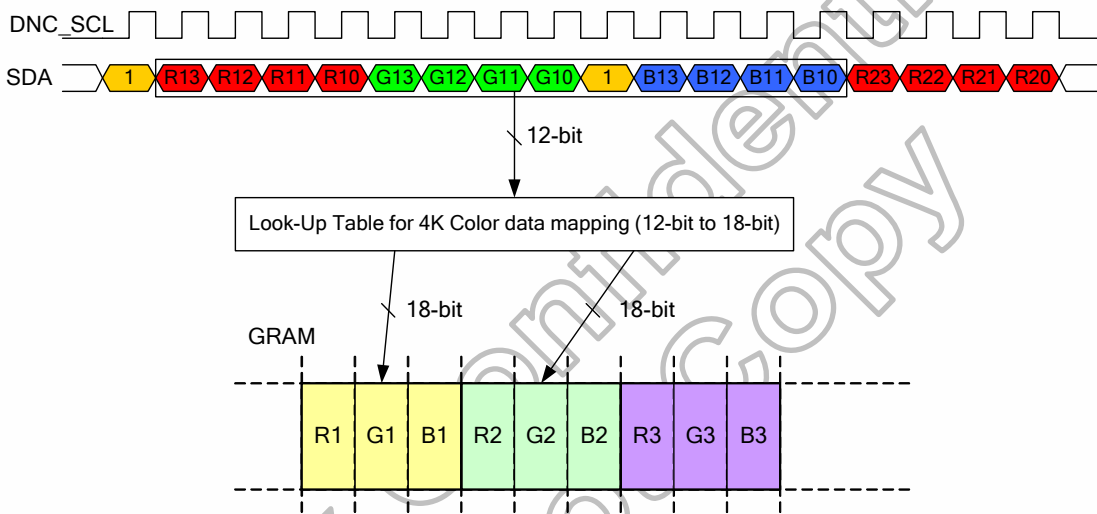 DNC_SCL
SDA 1 R13 R12 R11 R10 G13 G12 G11 G10 1 B13 B12 B11 B10 R23 R22 R21 R20
12-bit
Look-Up Table for 4K Color data mapping (12-bit to 18-bit)
18-bit 18-bit
GRAM
R1 G1 B1 R2 G2 B2 R3 G3 B3
Copy